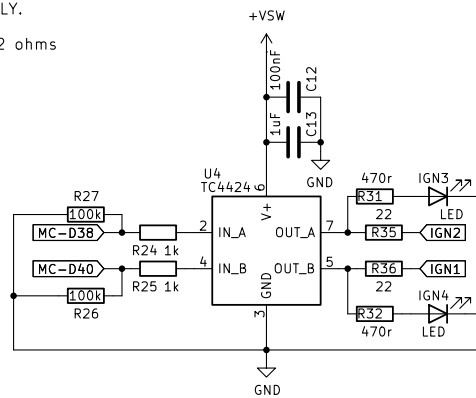 LY.
2 ohms
+VSW
100nF
C12
1uF
C13
GND
U4
TC4424
6
V+
R27
100k
MC-D38
R24 1k
2
IN_A
OUT_A
7
470r
R31
IGN3
LED
22
R35
IGN2
MC-D40
R25 1k
4
IN_B
OUT_B
5
R36
22
IGN1
100k
R26
GND
3
R32
470r
IGN4
LED
GND